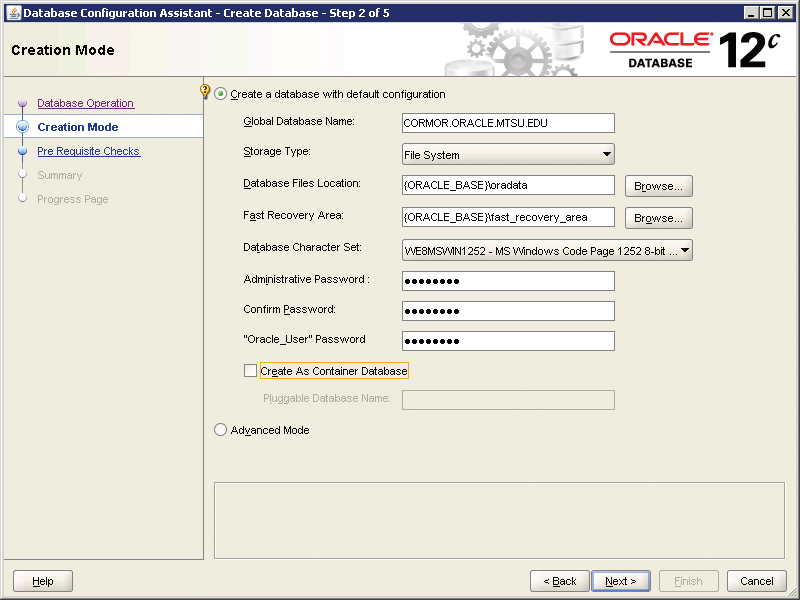 Database Configuration Assistant - Create Database - Step 2 of 5
Creation Mode
ORACLE
DATABASE
12c
Database Operation
Creation Mode
Pre Requisite Checks
Summary
Progress Page
Create a database with default configuration
Global Database Name: CORMOR.ORACLE.MTSU.EDU
Storage Type: File System
Database Files Location: {ORACLE_BASE}\oradata Browse...
Fast Recovery Area: {ORACLE_BASE}\fast_recovery_area Browse...
Database Character Set: WE8MSWIN1252 - MS Windows Code Page 1252 8-bit ...
Administrative Password : ●●●●●●●●
Confirm Password: ●●●●●●●●
"Oracle_User" Password ●●●●●●●●
Create As Container Database
Pluggable Database Name:
Advanced Mode
Help < Back Next > Finish Cancel